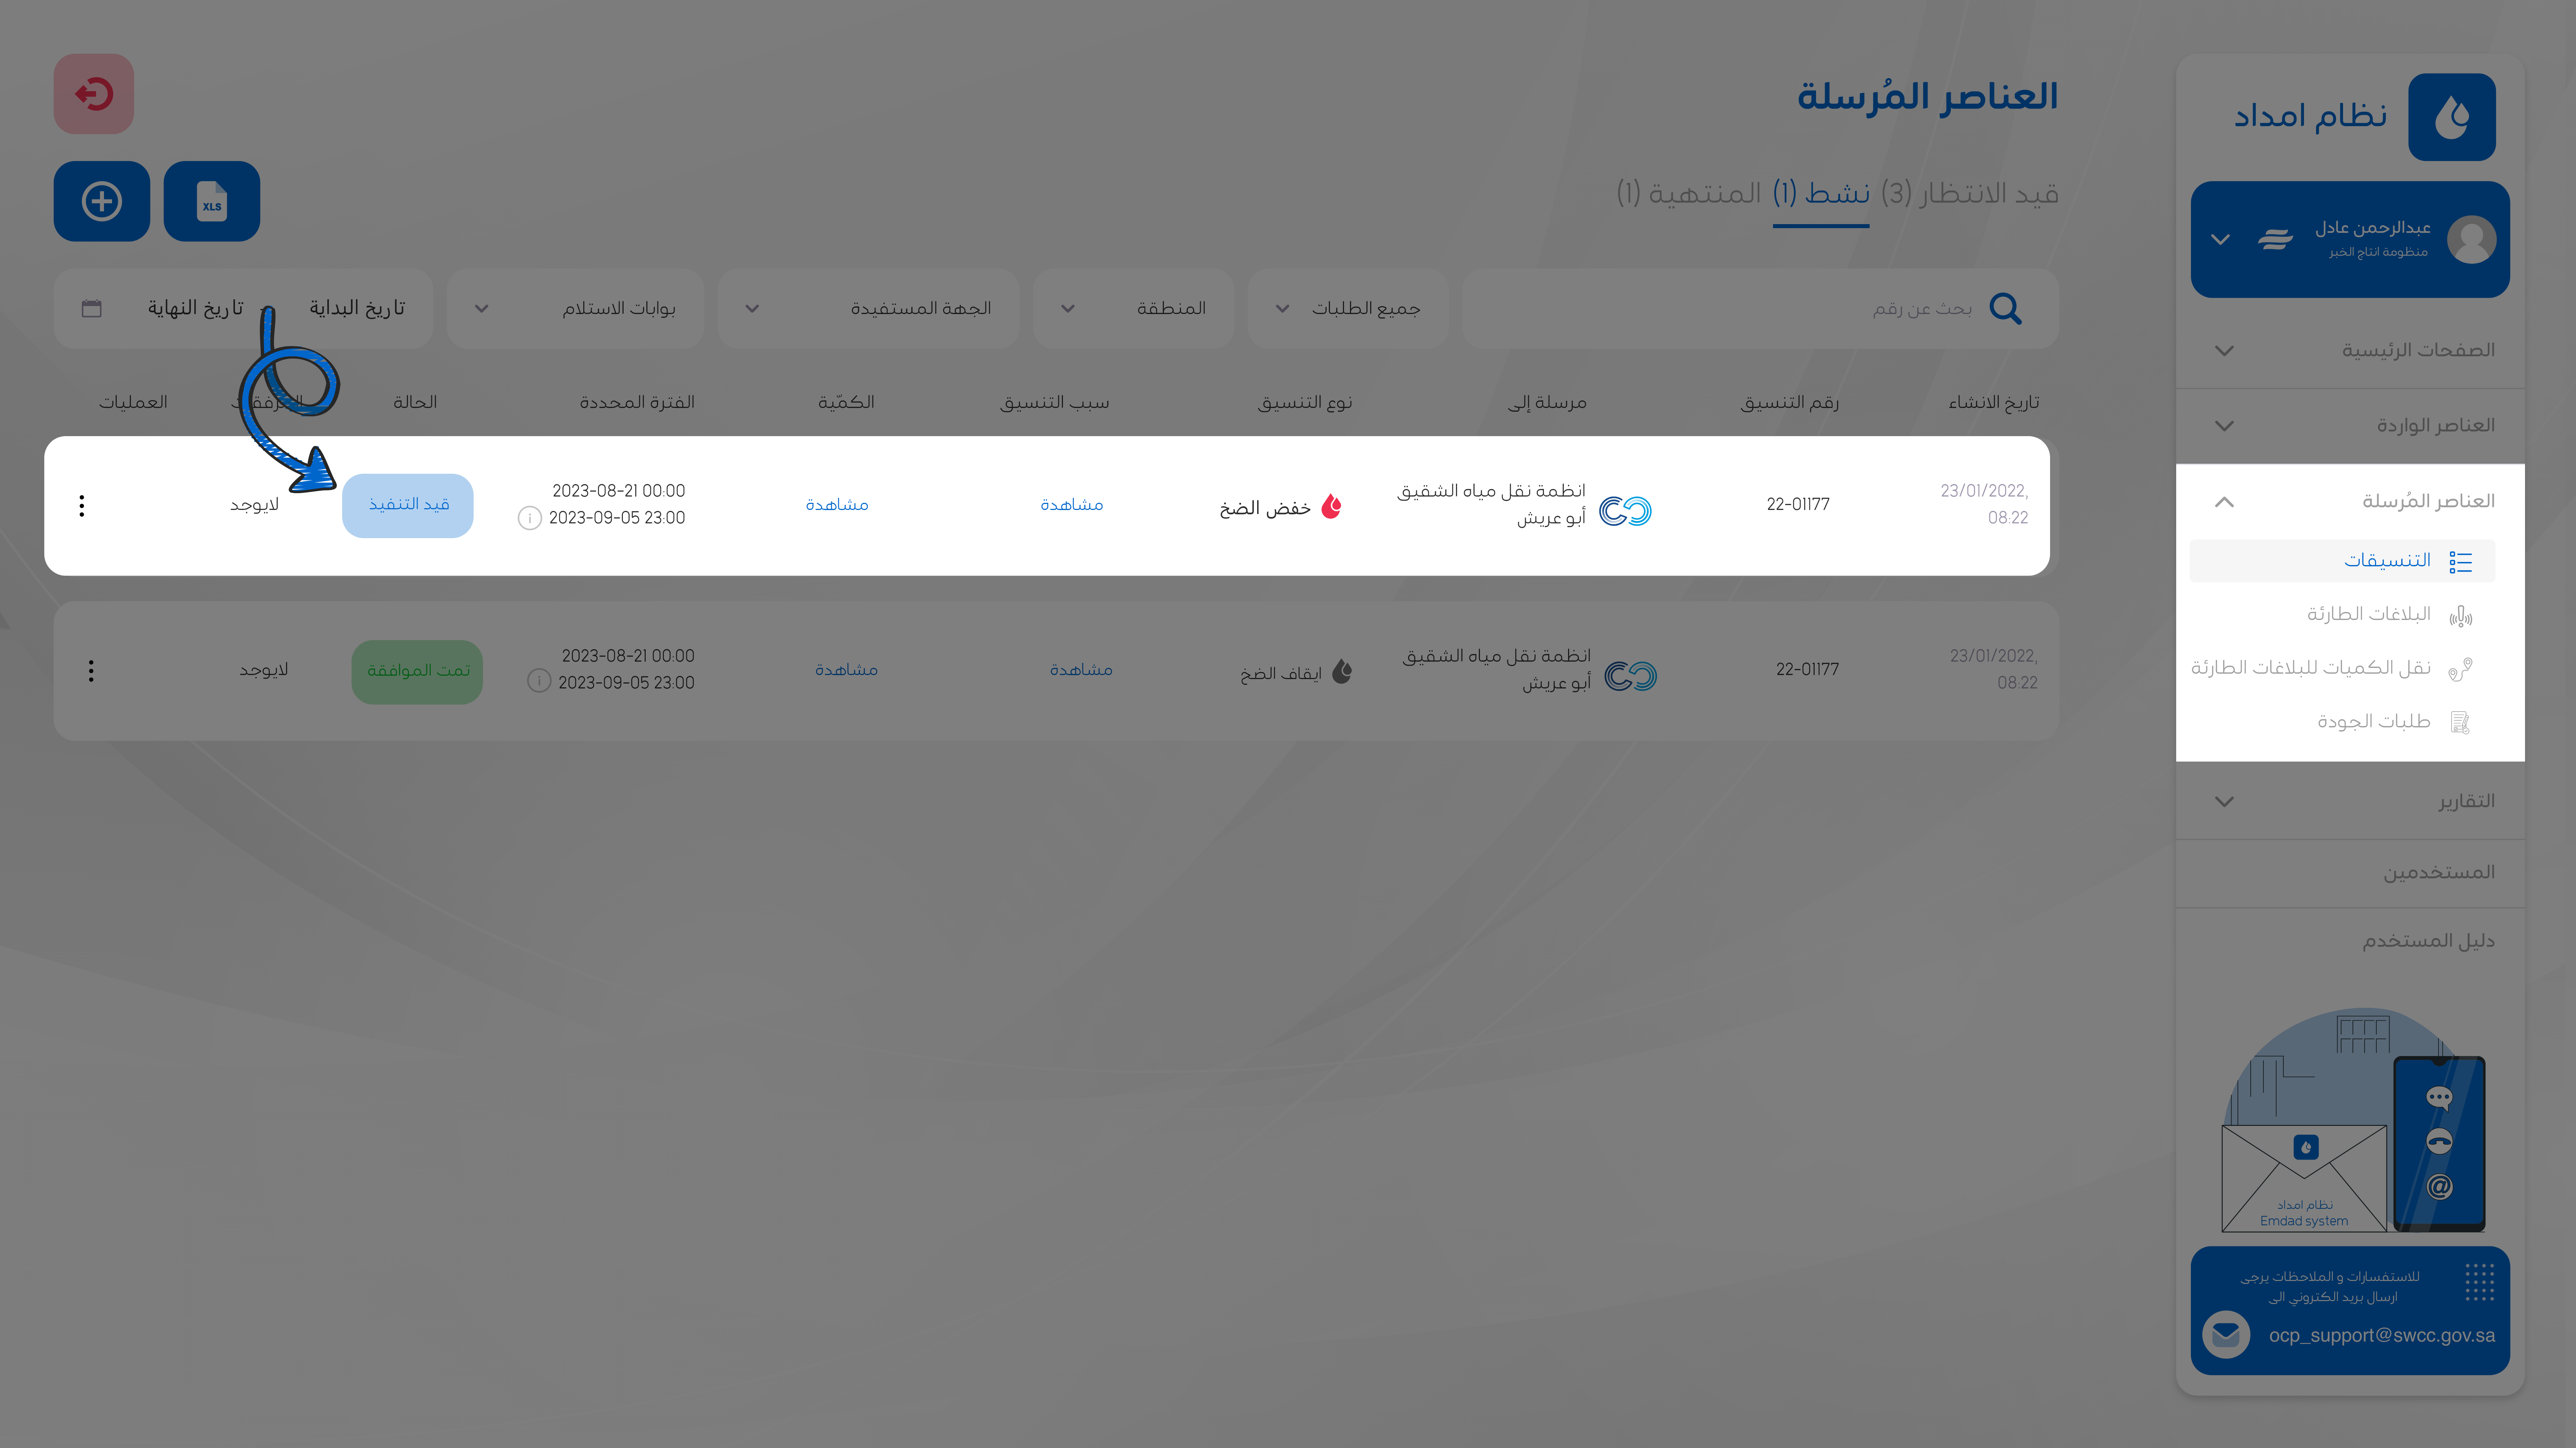 نظام امداد
عبدالرحمن عادل
منظومة انتاج الخبر
الصفحات الرئيسية
العناصر الواردة
العناصر المُرسلة
التنسيقات
البلاغات الطارئة
نقل الكميات للبلاغات الطارئة
طلبات الجودة
التقارير
المستخدمين
دليل المستخدم
نظام امداد
Emdad system
للاستفسارات و الملاحظات يرجى
ارسال بريد الكتروني الى
ocp_support@swcc.gov.sa
العناصر المُرسلة
قيد الانتظار (3) نشط (1) المنتهية (1)
XLS
بحث عن رقم
جميع الطلبات
المنطقة
الجهة المستفيدة
بوابات الاستلام
تاريخ البداية - تاريخ النهاية
تاريخ الانشاء رقم التنسيق مرسلة إلى نوع التنسيق سبب التنسيق الكمّية الفترة المحددة الحالة المرفقات العمليات
23/01/2022,
08:22
22-01177
انظمة نقل مياه الشقيق
أبو عريش
خفض الضخ
مشاهدة
مشاهدة
2023-08-21 00:00
2023-09-05 23:00
قيد التنفيذ
لايوجد
23/01/2022,
08:22
22-01177
انظمة نقل مياه الشقيق
أبو عريش
ايقاف الضخ
مشاهدة
مشاهدة
2023-08-21 00:00
2023-09-05 23:00
تمت الموافقة
لايوجد